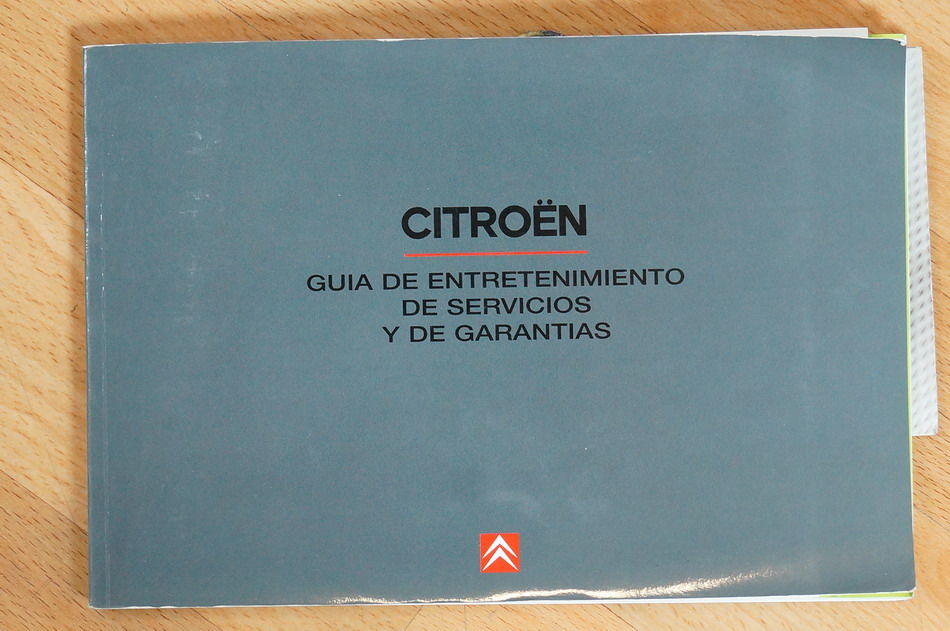 CITROËN
GUIA DE ENTRETENIMIENTO
DE SERVICIOS
Y DE GARANTIAS